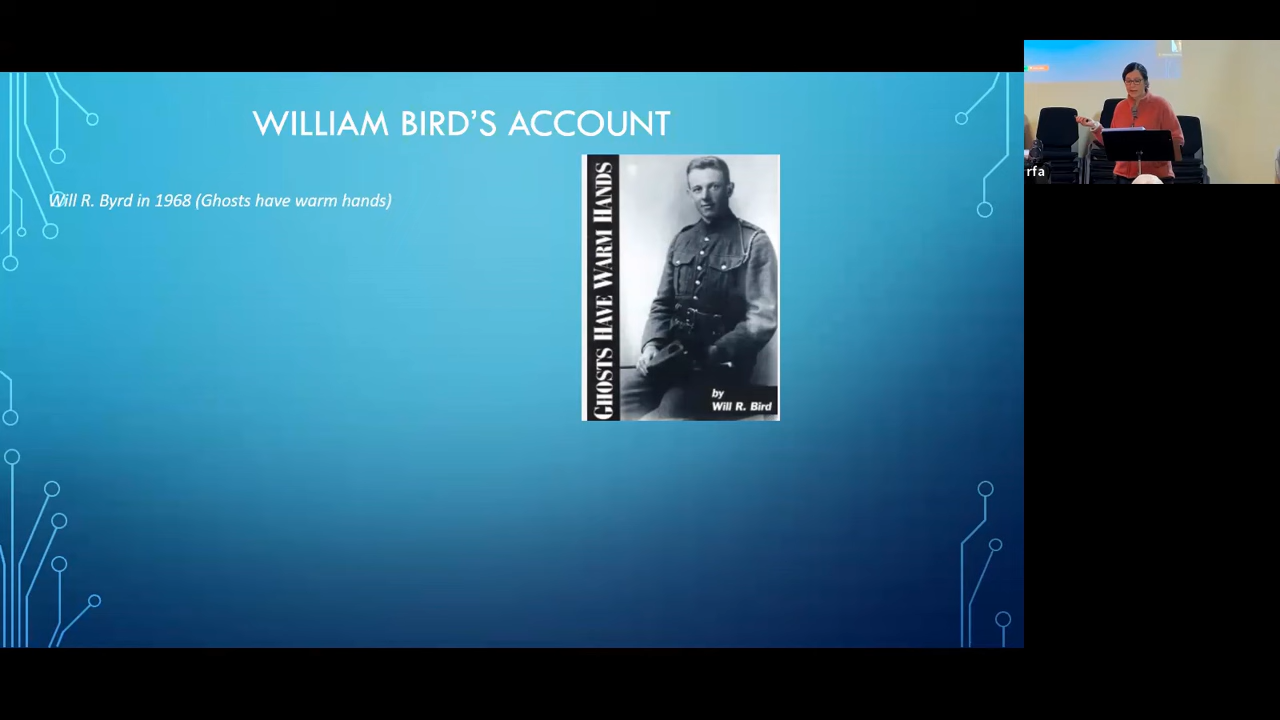 WILLIAM BIRD'S ACCOUNT
Will R. Byrd in 1968 (Ghosts have warm hands)
GHOSTS HAVE WARM HANDS
by
Will R. Bird
rfa